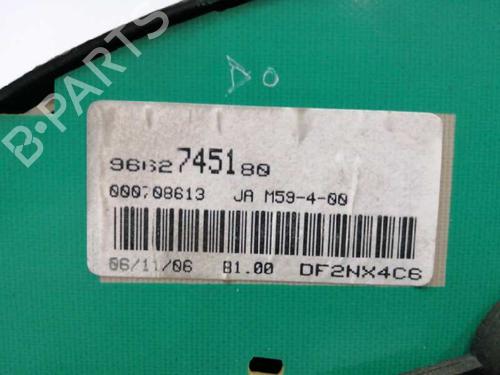 DO
B-PARTS
9662745180
000708613 JA M59-4-00
06/11/06 B1.00 DF2NX4C6